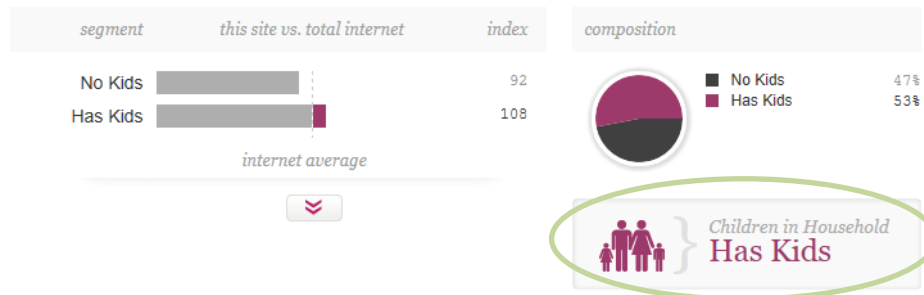 segment this site vs. total internet index
No Kids 92
Has Kids 108
internet average
composition
No Kids 47%
Has Kids 53%
Children in Household
Has Kids